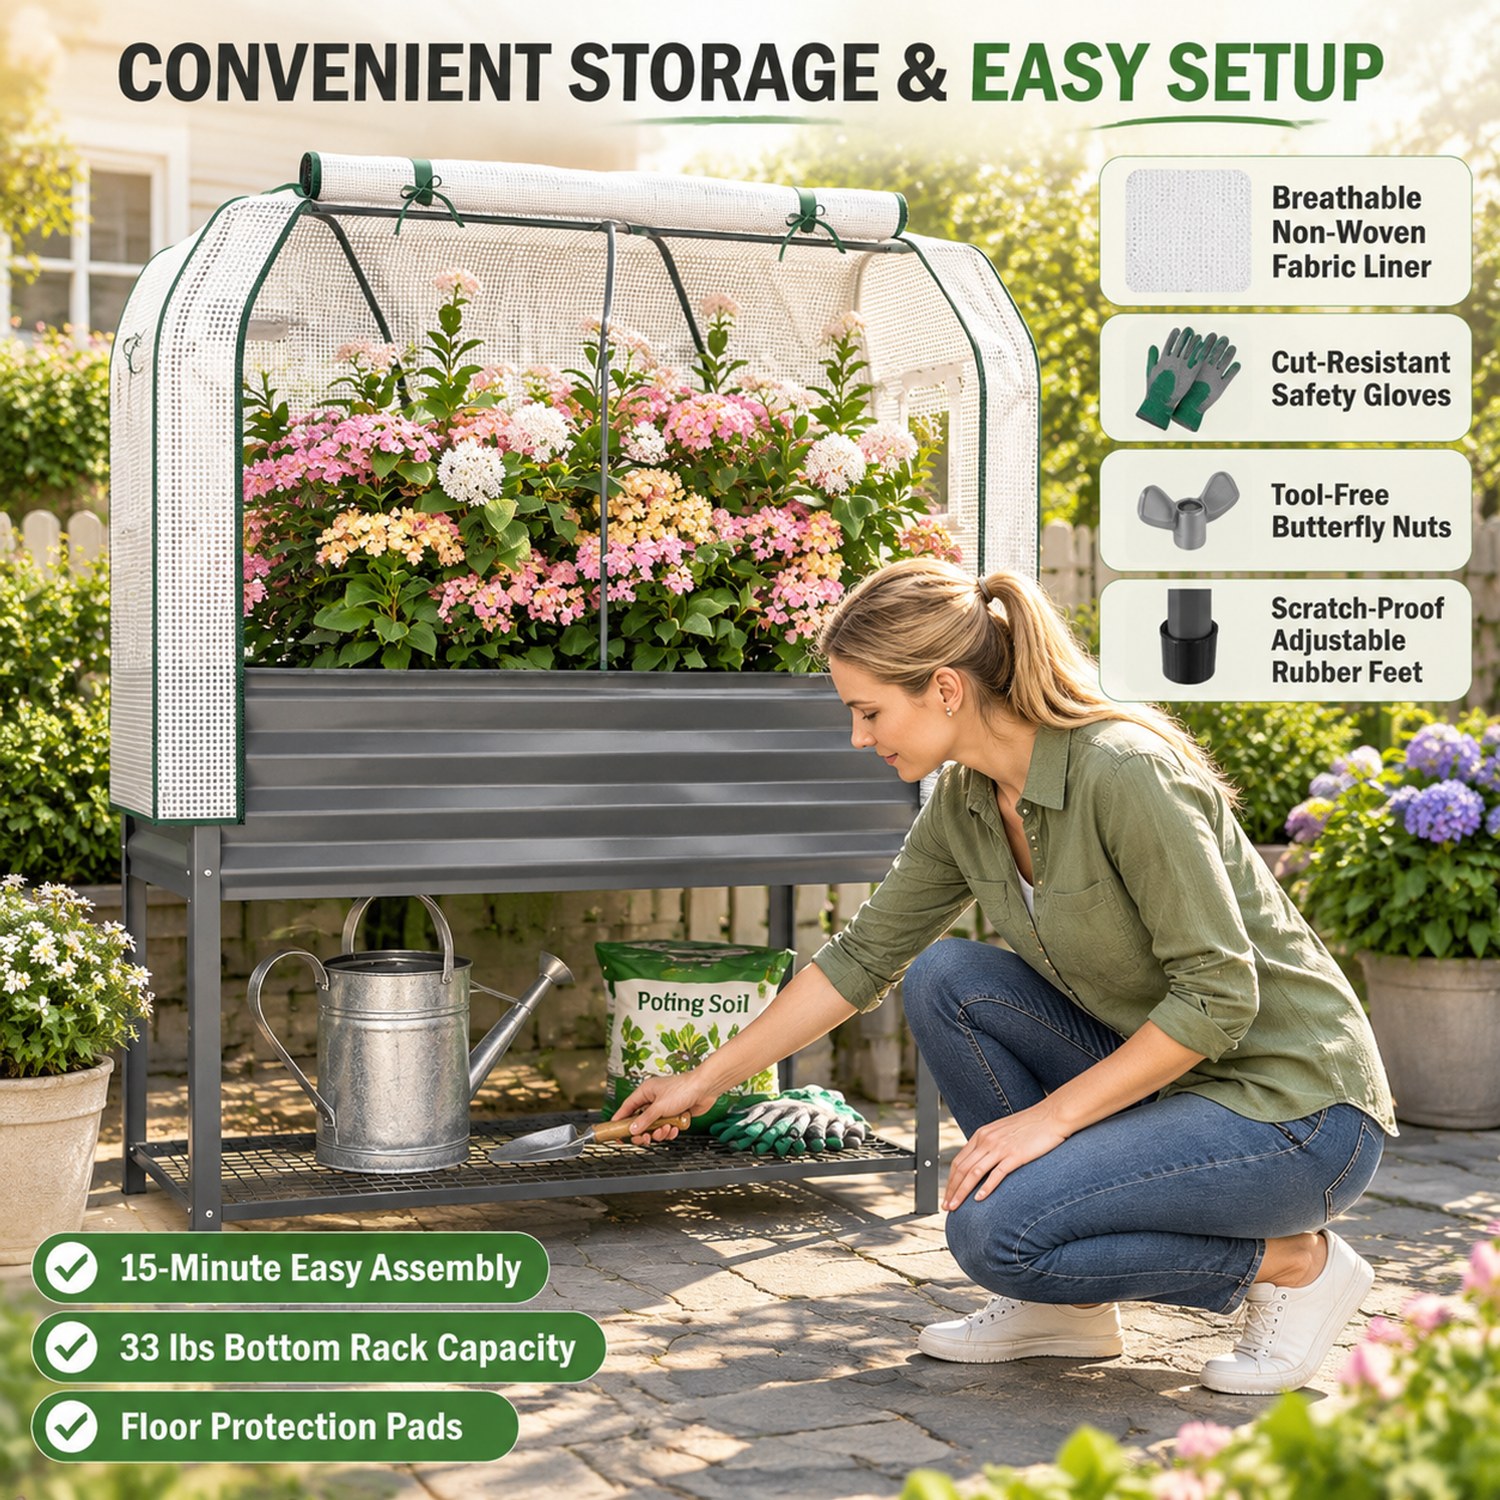 CONVENIENT STORAGE & EASY SETUP
Breathable
Non-Woven
Fabric Liner
Cut-Resistant
Safety Gloves
Tool-Free
Butterfly Nuts
Scratch-Proof
Adjustable
Rubber Feet
Poting Soil
15-Minute Easy Assembly
33 lbs Bottom Rack Capacity
Floor Protection Pads